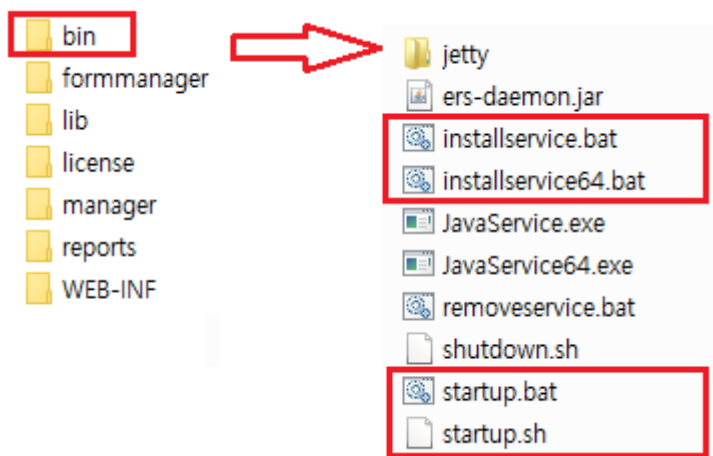 bin
formmanager
lib
license
manager
reports
WEB-INF
jetty
ers-daemon.jar
installservice.bat
installservice64.bat
JavaService.exe
JavaService64.exe
removeservice.bat
shutdown.sh
startup.bat
startup.sh